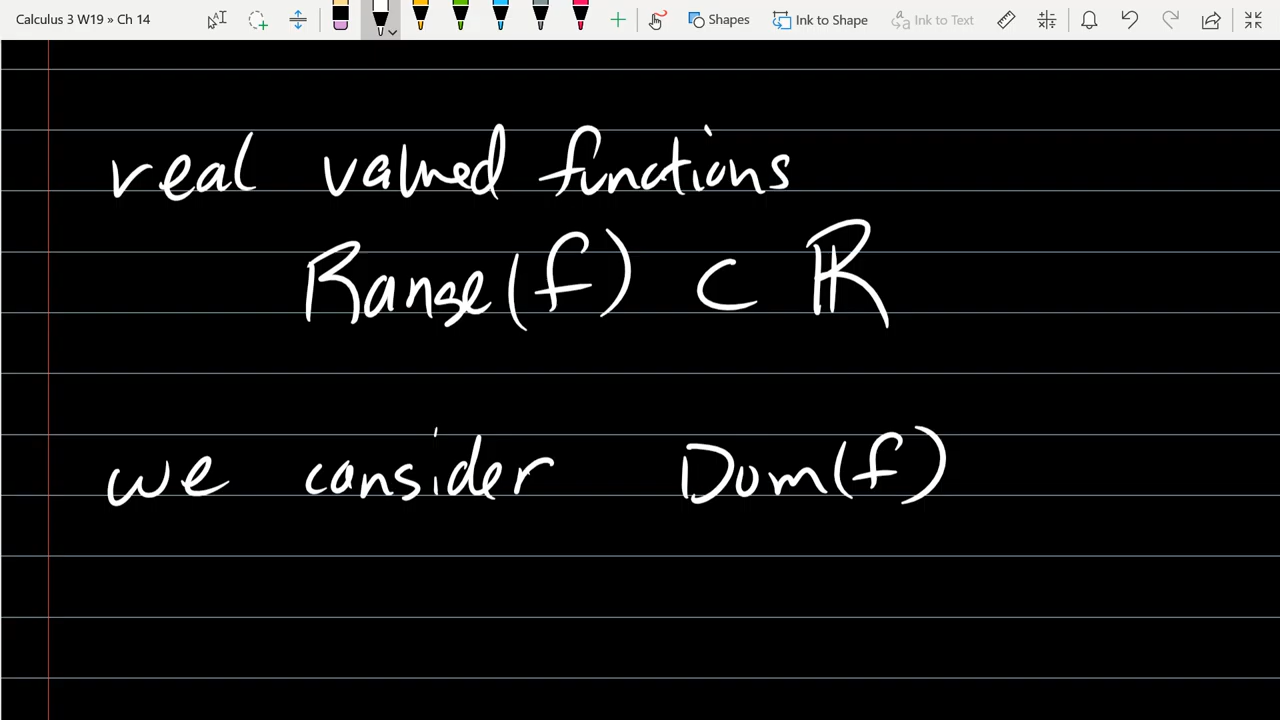 Calculus 3 W19 » Ch 14
Shapes
Ink to Shape
Ink to Text
real valued functions
Range(f) ⊂ ℝ
we consider Dom(f)